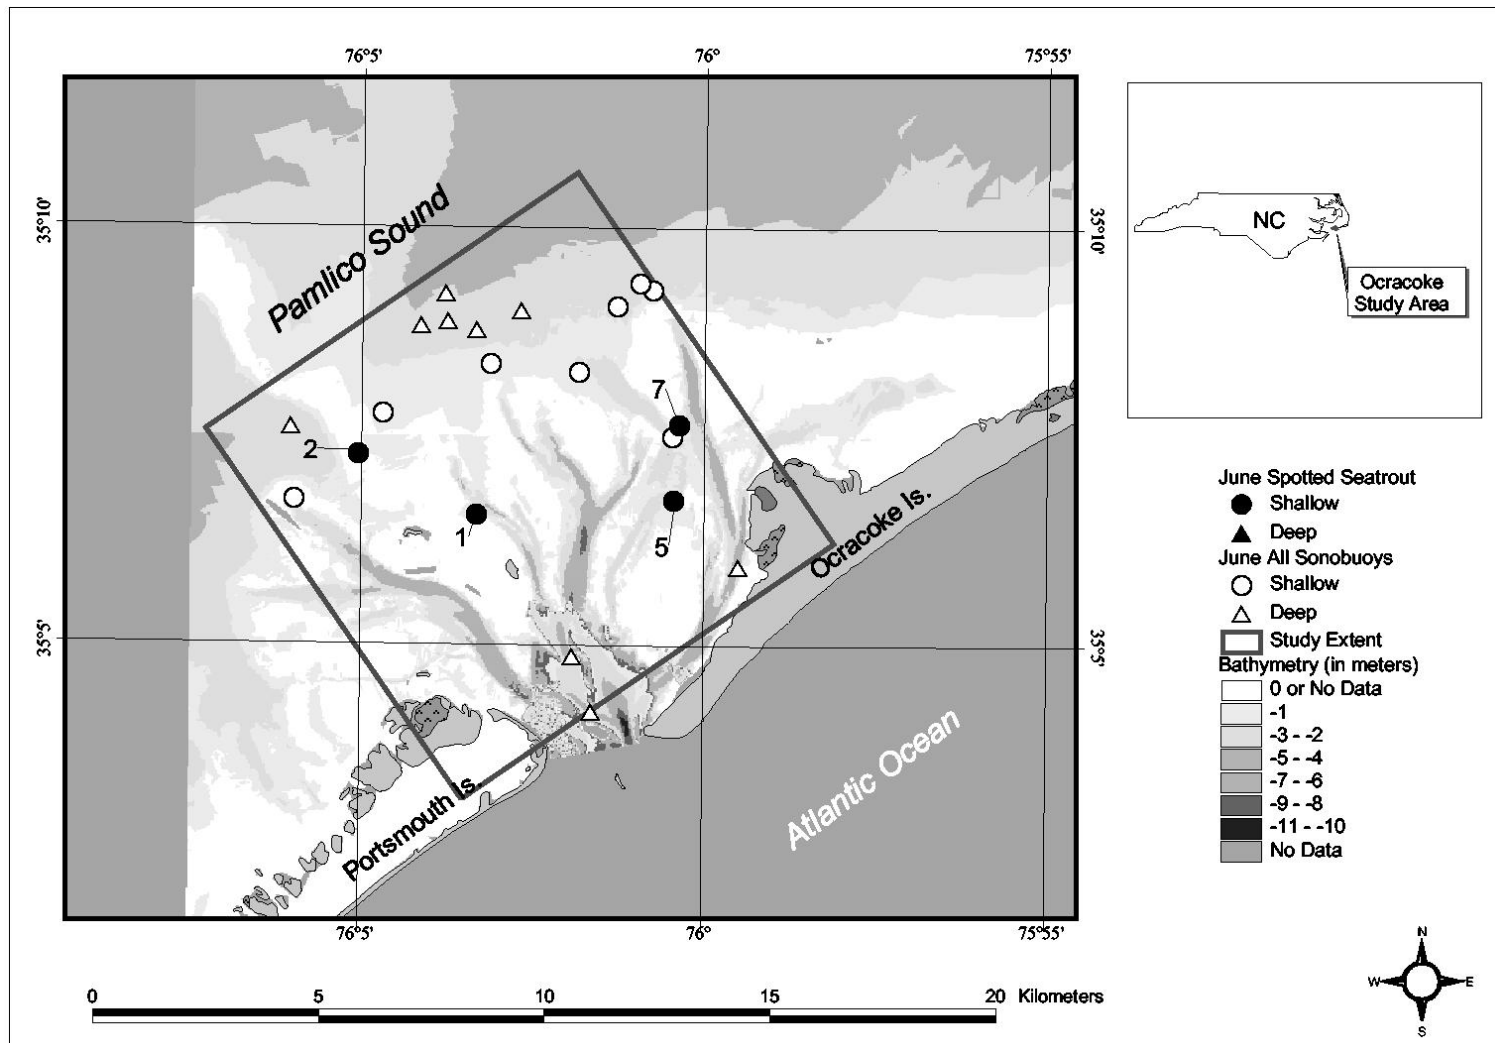 76°5'
76°
75°55'
35°10'
35°10'
Pamlico Sound
NC
Ocracoke
Study Area
7
2
1
5
Ocracoke Is.
35°5'
35°5'
Portsmouth Is.
Atlantic Ocean
76°5'
76°
75°55'
June Spotted Seatrout
Shallow
Deep
June All Sonobuoys
Shallow
Deep
Study Extent
Bathymetry (in meters)
0 or No Data
-1
-3 - -2
-5 - -4
-7 - -6
-9 - -8
-11 - -10
No Data
0 5 10 15 20 Kilometers
N
W E
S